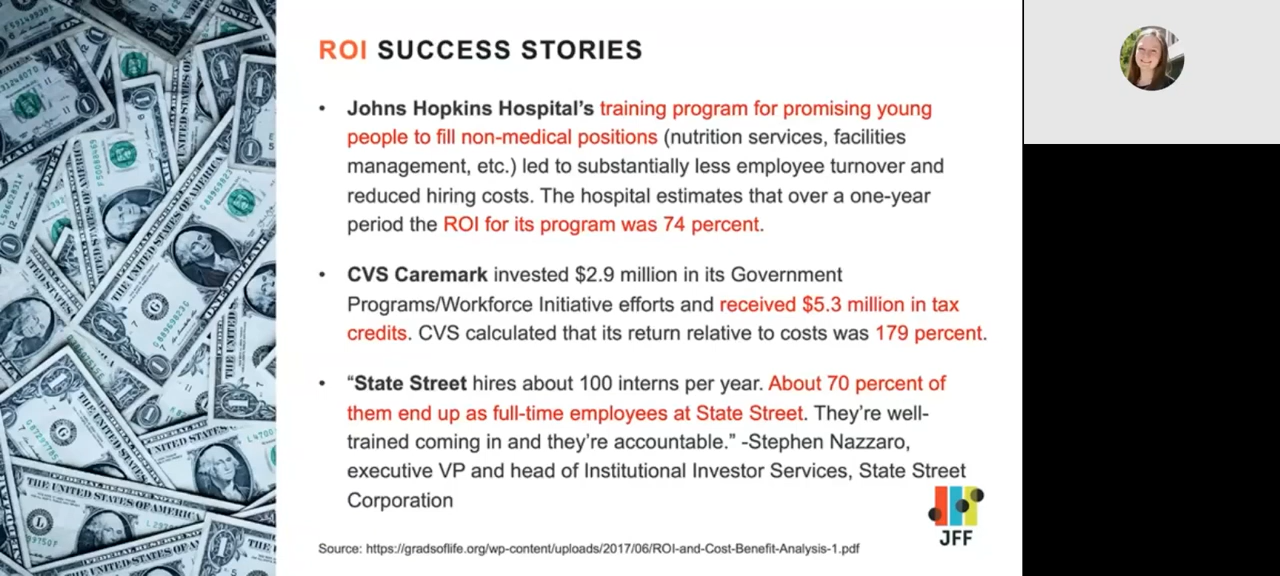 ROI SUCCESS STORIES
• Johns Hopkins Hospital’s training program for promising young
people to fill non-medical positions (nutrition services, facilities
management, etc.) led to substantially less employee turnover and
reduced hiring costs. The hospital estimates that over a one-year
period the ROI for its program was 74 percent.
• CVS Caremark invested $2.9 million in its Government
Programs/Workforce Initiative efforts and received $5.3 million in tax
credits. CVS calculated that its return relative to costs was 179 percent.
• “State Street hires about 100 interns per year. About 70 percent of
them end up as full-time employees at State Street. They’re well-
trained coming in and they’re accountable.” -Stephen Nazzaro,
executive VP and head of Institutional Investor Services, State Street
Corporation
JFF
Source: https://gradsoflife.org/wp-content/uploads/2017/06/ROI-and-Cost-Benefit-Analysis-1.pdf